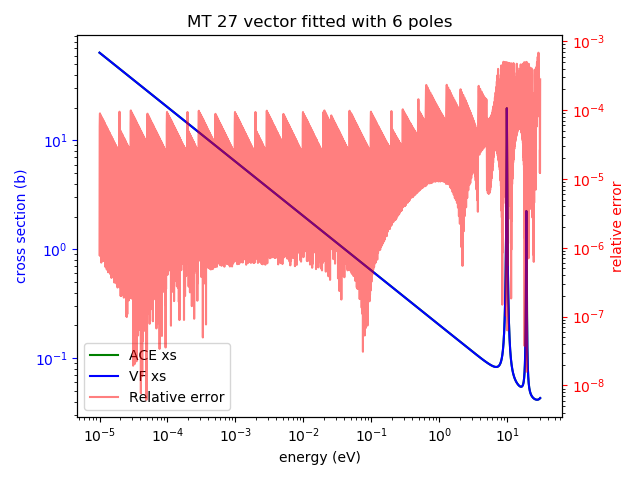 MT 27 vector fitted with 6 poles
cross section (b)
10¹
10⁰
10⁻¹
10⁻³
10⁻⁴
10⁻⁵
10⁻⁶
10⁻⁷
10⁻⁸
relative error
ACE xs
VF xs
Relative error
10⁻⁵ 10⁻⁴ 10⁻³ 10⁻² 10⁻¹ 10⁰ 10¹
energy (eV)